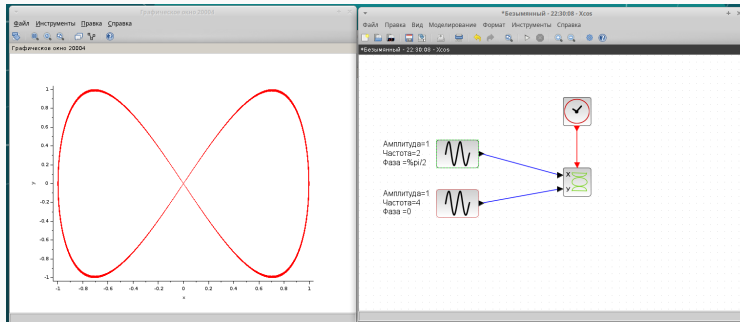 Графическое окно 20004
Файл Инструменты Правка Справка
Графическое окно 20004
1
0.8
0.6
0.4
0.2
0
-0.2
-0.4
-0.6
-0.8
-1
y
-1 -0.8 -0.6 -0.4 -0.2 0 0.2 0.4 0.6 0.8 1
x
*Безымянный - 22:30:08 - Xcos
Файл Правка Вид Моделирование Формат Инструменты Справка
*Безымянный - 22:30:08 - Xcos
Амплитуда=1
Частота=2
Фаза =%pi/2
X
Y
Амплитуда=1
Частота=4
Фаза =0